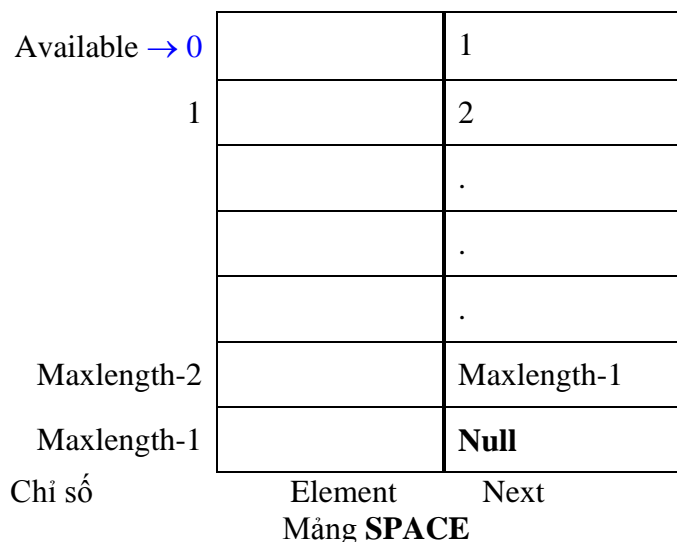 Available → 0 1
1 2
.
.
.
Maxlength-2 Maxlength-1
Maxlength-1 Null
Chỉ số Element Next
Mảng SPACE